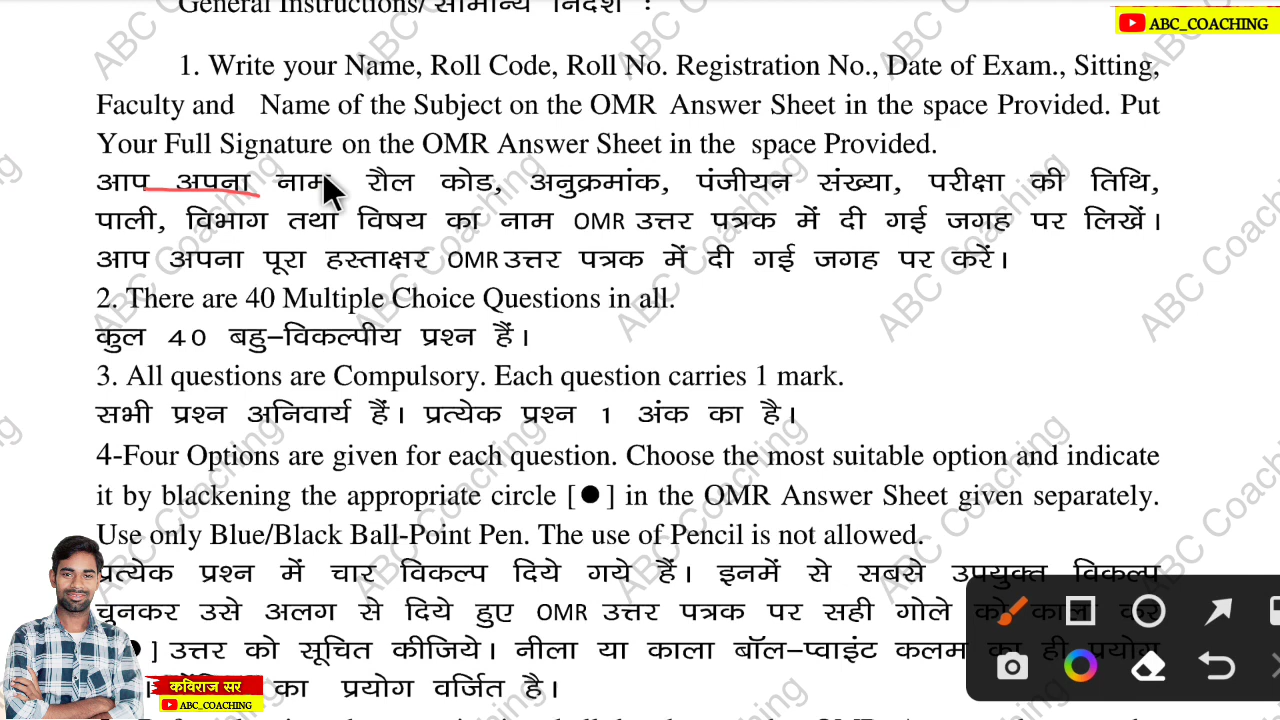 General Instructions/ सामान्य निर्देश :
ABC_COACHING
1. Write your Name, Roll Code, Roll No. Registration No., Date of Exam., Sitting,
Faculty and Name of the Subject on the OMR Answer Sheet in the space Provided. Put
Your Full Signature on the OMR Answer Sheet in the space Provided.
आप अपना नाम रौल कोड, अनुक्रमांक, पंजीयन संख्या, परीक्षा की तिथि,
पाली, विभाग तथा विषय का नाम OMR उत्तर पत्रक में दी गई जगह पर लिखें।
आप अपना पूरा हस्ताक्षर OMR उत्तर पत्रक में दी गई जगह पर करें।
2. There are 40 Multiple Choice Questions in all.
कुल 40 बहु-विकल्पीय प्रश्न हैं।
3. All questions are Compulsory. Each question carries 1 mark.
सभी प्रश्न अनिवार्य हैं। प्रत्येक प्रश्न 1 अंक का है।
4-Four Options are given for each question. Choose the most suitable option and indicate
it by blackening the appropriate circle [●] in the OMR Answer Sheet given separately.
Use only Blue/Black Ball-Point Pen. The use of Pencil is not allowed.
प्रत्येक प्रश्न में चार विकल्प दिये गये हैं। इनमें से सबसे उपयुक्त विकल्प
चुनकर उसे अलग से दिये हुए OMR उत्तर पत्रक पर सही गोले को काला कर
●] उत्तर को सूचित कीजिये। नीला या काला बॉल-प्वाइंट कलम का ही प्रयोग
का प्रयोग वर्जित है।
कविराज सर
ABC_COACHING